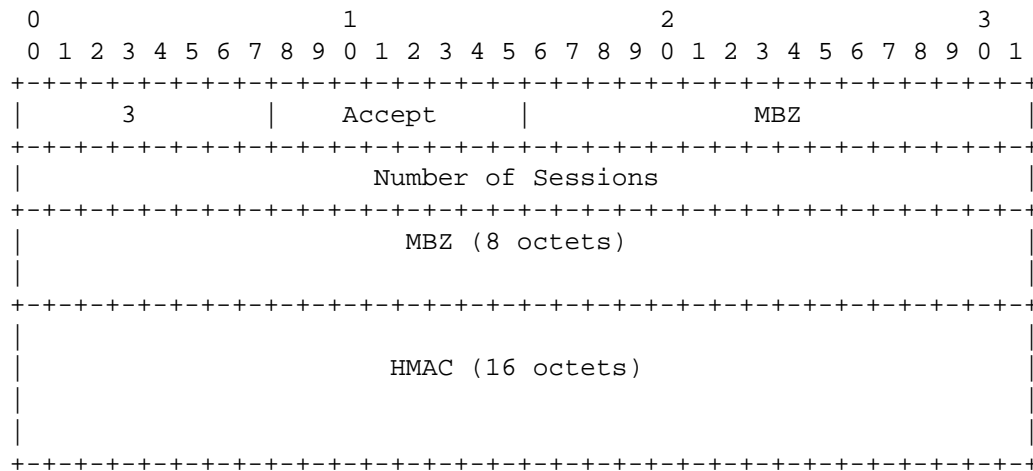 0                   1                   2                   3
0 1 2 3 4 5 6 7 8 9 0 1 2 3 4 5 6 7 8 9 0 1 2 3 4 5 6 7 8 9 0 1
+-+-+-+-+-+-+-+-+-+-+-+-+-+-+-+-+-+-+-+-+-+-+-+-+-+-+-+-+-+-+-+-+
|      3        |    Accept     |              MBZ              |
+-+-+-+-+-+-+-+-+-+-+-+-+-+-+-+-+-+-+-+-+-+-+-+-+-+-+-+-+-+-+-+-+
|                      Number of Sessions                       |
+-+-+-+-+-+-+-+-+-+-+-+-+-+-+-+-+-+-+-+-+-+-+-+-+-+-+-+-+-+-+-+-+
|                        MBZ (8 octets)                         |
|                                                               |
+-+-+-+-+-+-+-+-+-+-+-+-+-+-+-+-+-+-+-+-+-+-+-+-+-+-+-+-+-+-+-+-+
|                                                               |
|                       HMAC (16 octets)                        |
|                                                               |
|                                                               |
+-+-+-+-+-+-+-+-+-+-+-+-+-+-+-+-+-+-+-+-+-+-+-+-+-+-+-+-+-+-+-+-+